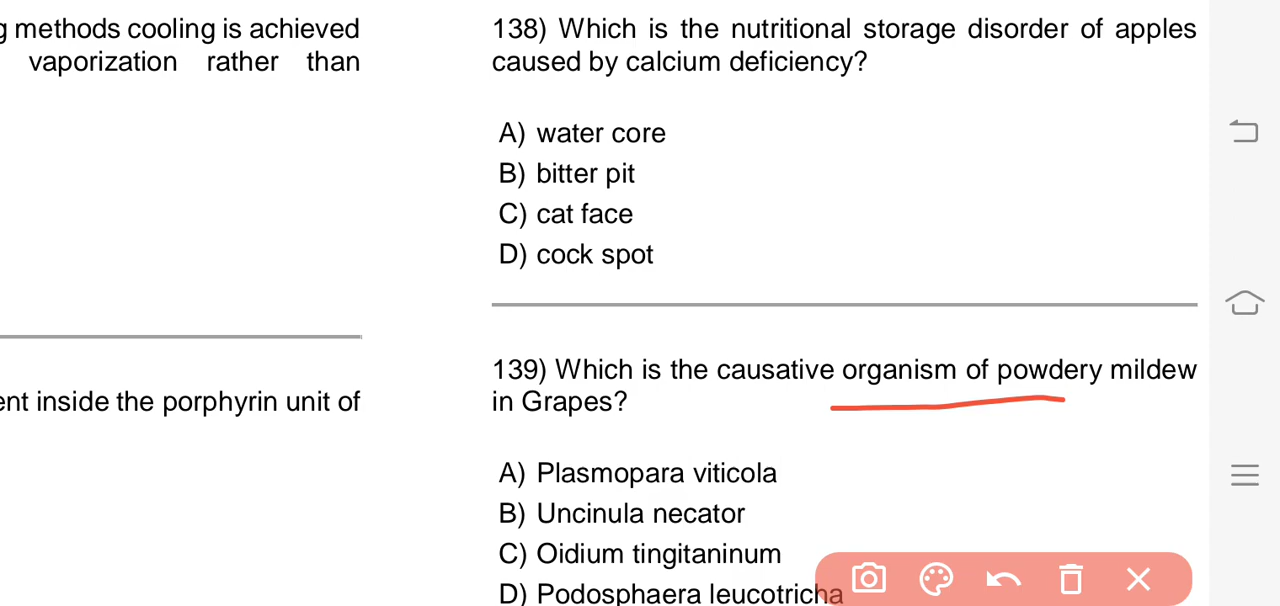 methods cooling is achieved
vaporization rather than
inside the porphyrin unit of
138) Which is the nutritional storage disorder of apples
caused by calcium deficiency?
A) water core
B) bitter pit
C) cat face
D) cock spot
139) Which is the causative organism of powdery mildew
in Grapes?
A) Plasmopara viticola
B) Uncinula necator
C) Oidium tingitaninum
D) Podosphaera leucotricha